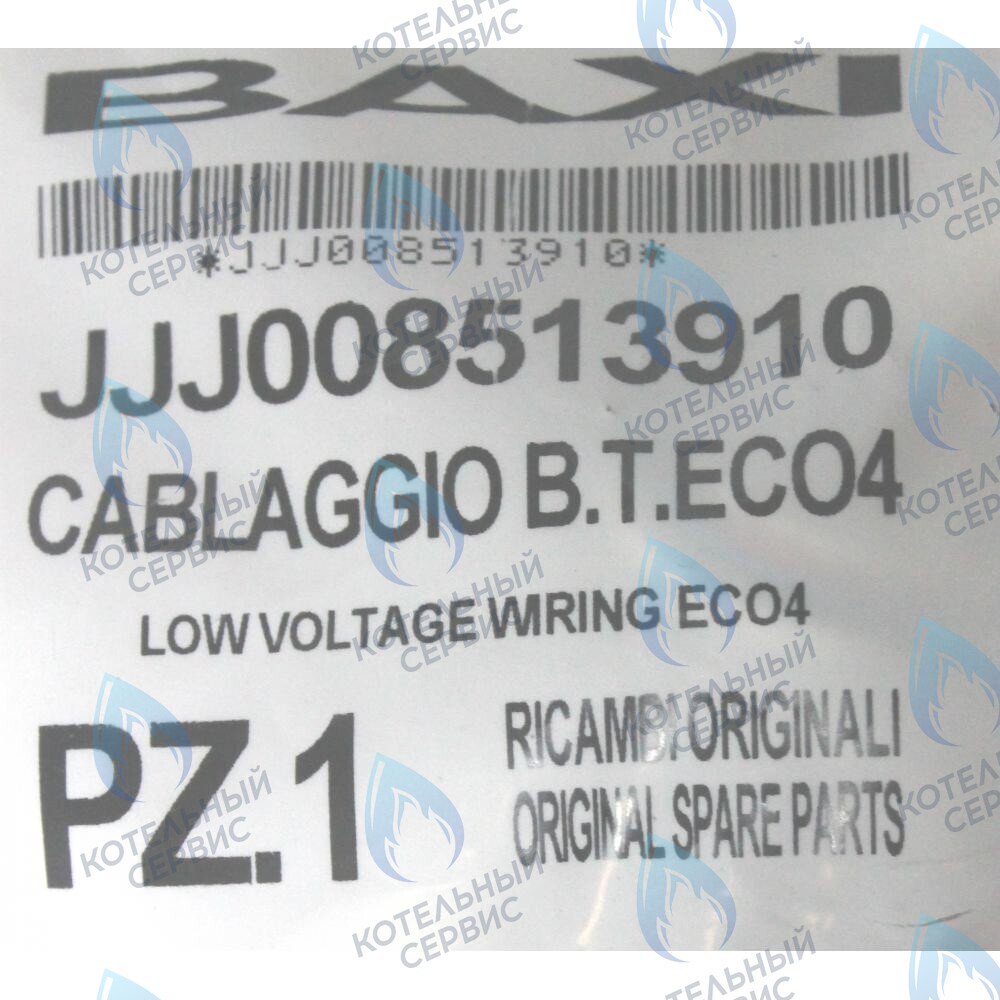 BAXI
*JJJ008513910*
JJJ008513910
CABLAGGIO B.T.ECO4
LOW VOLTAGE WIRING ECO4
PZ.1
RICAMBI ORIGINALI
ORIGINAL SPARE PARTS
КОТЕЛЬНЫЙ
СЕРВИС